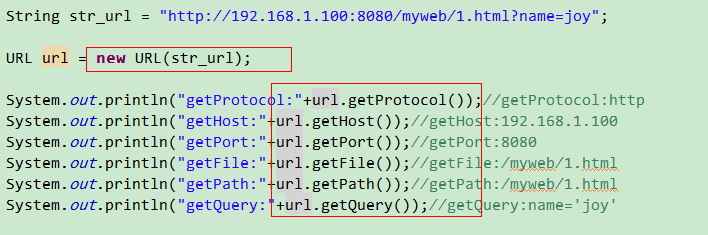 String str_url = "http://192.168.1.100:8080/myweb/1.html?name=joy";
URL url = new URL(str_url);
System.out.println("getProtocol:"+url.getProtocol());//getProtocol:http
System.out.println("getHost:"+url.getHost());//getHost:192.168.1.100
System.out.println("getPort:"+url.getPort());//getPort:8080
System.out.println("getFile:"+url.getFile());//getFile:/myweb/1.html
System.out.println("getPath:"+url.getPath());//getPath:/myweb/1.html
System.out.println("getQuery:"+url.getQuery());//getQuery:name='joy'